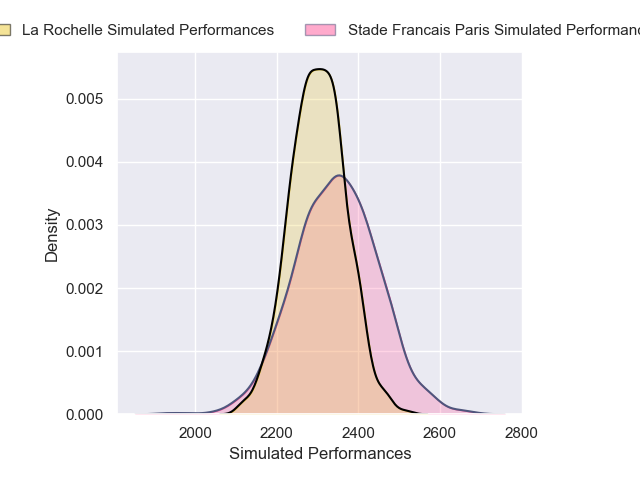 La Rochelle Simulated Performances
Stade Francais Paris Simulated
0.005
0.004
0.003
0.002
0.001
0.000
Density
2000 2200 2400 2600 2800
Simulated Performances